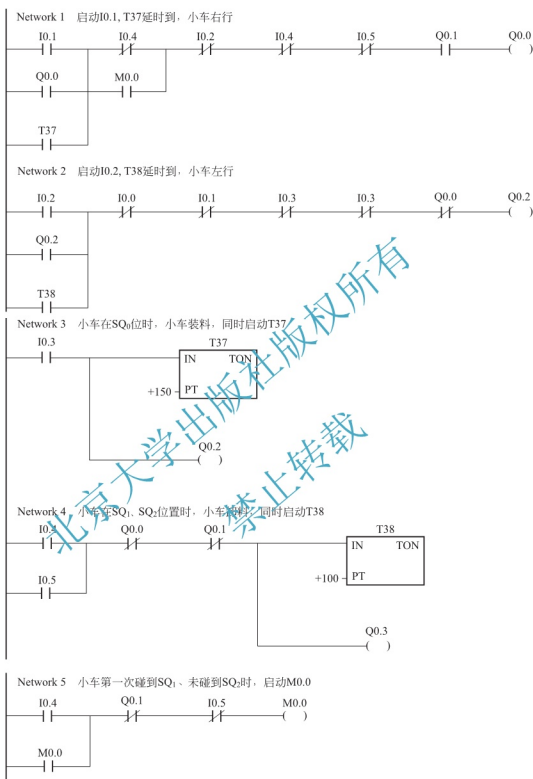 Network 1 启动I0.1, T37延时到，小车右行
I0.1 I0.4 I0.2 I0.4 I0.5 Q0.1 Q0.0
Q0.0 M0.0
T37
Network 2 启动I0.2, T38延时到，小车左行
I0.2 I0.0 I0.1 I0.3 I0.3 Q0.0 Q0.2
Q0.2
T38
Network 3 小车在SQ₀位时，小车装料，同时启动T37
I0.3 T37
IN TON
+150 PT
Q0.2
Network 4 小车在SQ₁, SQ₂位置时，小车卸料，同时启动T38
I0.4 Q0.0 Q0.1 T38
IN TON
I0.5 +100 PT
Q0.3
Network 5 小车第一次碰到SQ₁、未碰到SQ₂时，启动M0.0
I0.4 Q0.1 I0.5 M0.0
M0.0
北京大学出版社版权所有
禁止转载